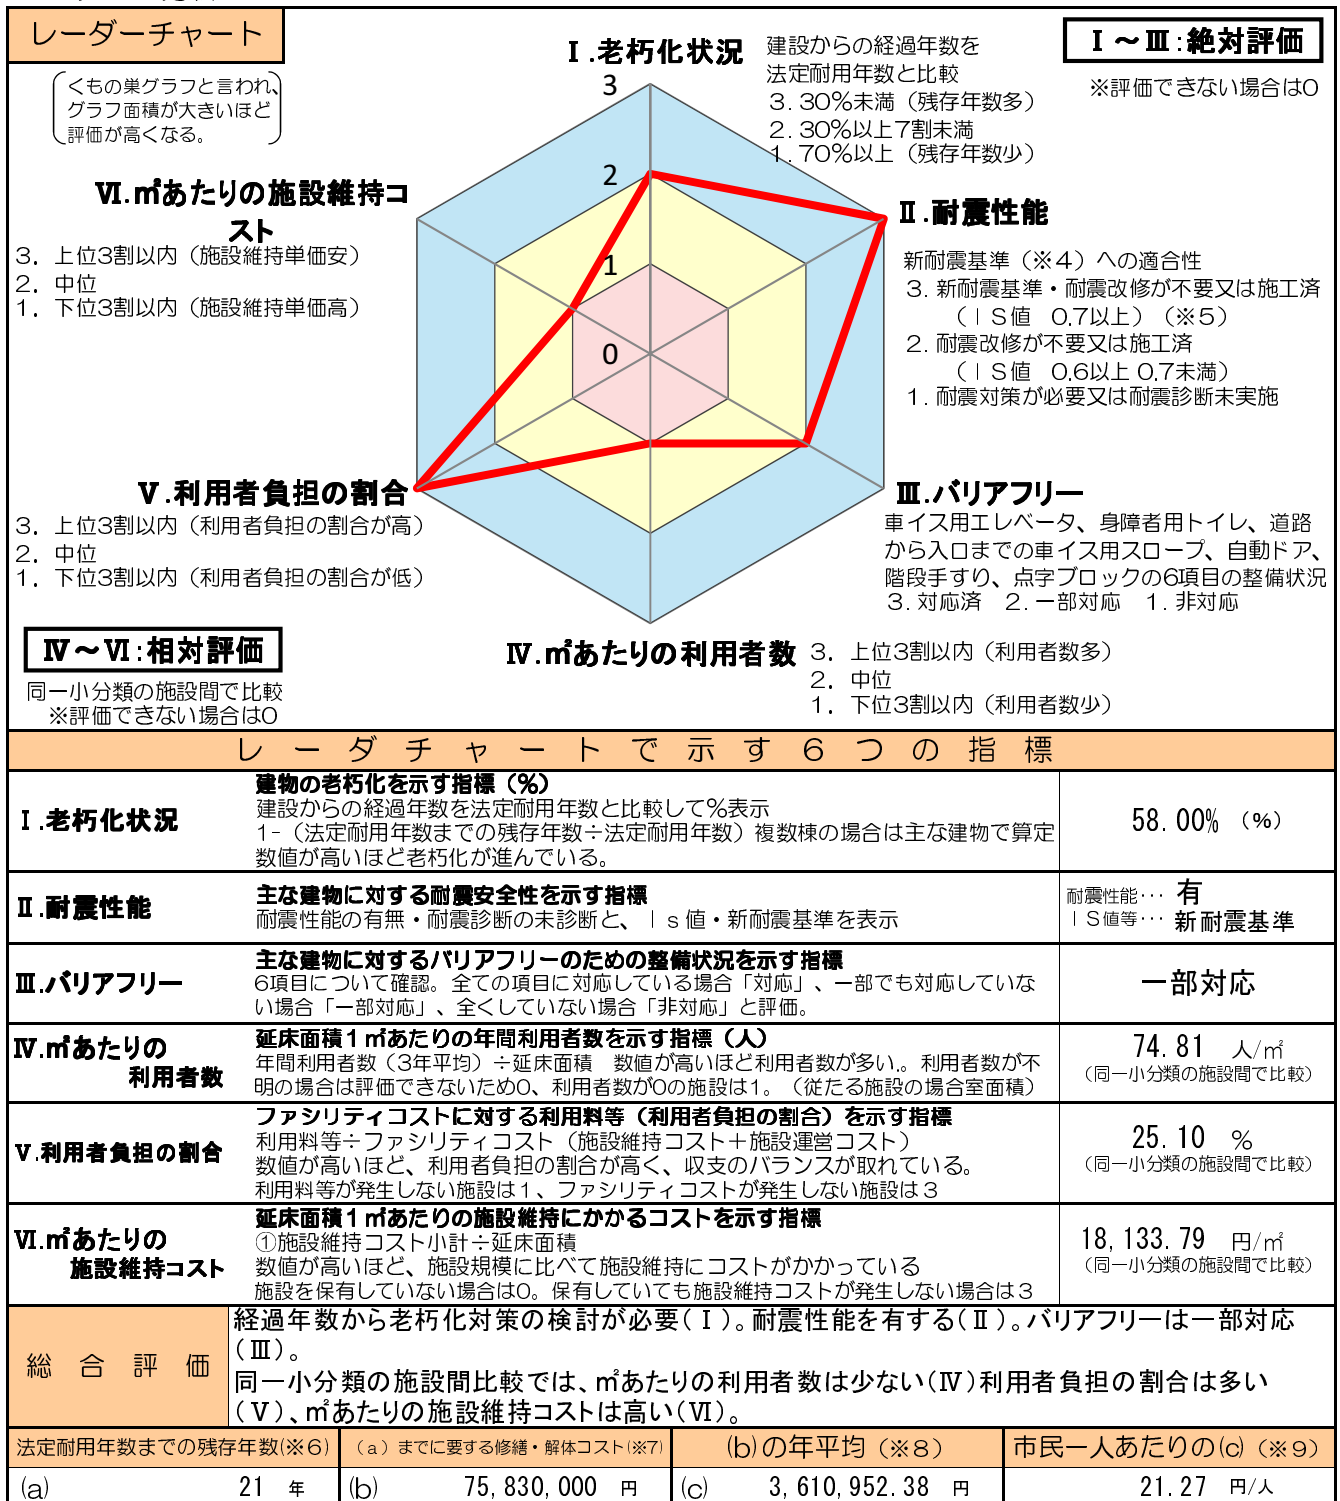 レーダーチャート
くもの巣グラフと言われ、
グラフ面積が大きいほど
評価が高くなる。
Ⅰ.老朽化状況
建設からの経過年数を
法定耐用年数と比較
3.30％未満（残存年数多）
2.30％以上7割未満
1.70％以上（残存年数少）
Ⅰ～Ⅲ:絶対評価
※評価できない場合は0
3
2
1
0
Ⅱ.耐震性能
新耐震基準（※4）への適合性
3.新耐震基準・耐震改修が不要又は施工済
（ＩＳ値　0.7以上）（※5）
2.耐震改修が不要又は施工済
（ＩＳ値　0.6以上 0.7未満）
1.耐震対策が必要又は耐震診断未実施
Ⅵ.㎡あたりの施設維持コ
スト
3．上位3割以内（施設維持単価安）
2．中位
1．下位3割以内（施設維持単価高）
Ⅴ.利用者負担の割合
3．上位3割以内（利用者負担の割合が高）
2．中位
1．下位3割以内（利用者負担の割合が低）
Ⅲ.バリアフリー
車イス用エレベータ、身障者用トイレ、道路
から入口までの車イス用スロープ、自動ドア、
階段手すり、点字ブロックの6項目の整備状況
3.対応済　2.一部対応　1.非対応
Ⅳ～Ⅵ:相対評価
同一小分類の施設間で比較
※評価できない場合は0
Ⅳ.㎡あたりの利用者数
3．上位3割以内（利用者数多）
2．中位
1．下位3割以内（利用者数少）
レーダチャートで示す6つの指標
Ⅰ.老朽化状況
建物の老朽化を示す指標（％）
建設からの経過年数を法定耐用年数と比較して％表示
1-（法定耐用年数までの残存年数÷法定耐用年数）複数棟の場合は主な建物で算定
数値が高いほど老朽化が進んでいる。
58.00%（%）
Ⅱ.耐震性能
主な建物に対する耐震安全性を示す指標
耐震性能の有無・耐震診断の未診断と、Ｉｓ値・新耐震基準を表示
耐震性能･･･ 有
ＩＳ値等･･･ 新耐震基準
Ⅲ.バリアフリー
主な建物に対するバリアフリーのための整備状況を示す指標
6項目について確認。全ての項目に対応している場合「対応」、一部でも対応していな
い場合「一部対応」、全くしていない場合「非対応」と評価。
一部対応
Ⅳ.㎡あたりの
利用者数
延床面積１㎡あたりの年間利用者数を示す指標（人）
年間利用者数（3年平均）÷延床面積　数値が高いほど利用者数が多い。利用者数が不
明の場合は評価できないため0、利用者数が0の施設は1。（従たる施設の場合室面積）
74.81 人/㎡
（同一小分類の施設間で比較）
Ⅴ.利用者負担の割合
ファシリティコストに対する利用料等（利用者負担の割合）を示す指標
利用料等÷ファシリティコスト（施設維持コスト＋施設運営コスト）
数値が高いほど、利用者負担の割合が高く、収支のバランスが取れている。
利用料等が発生しない施設は１、ファシリティコストが発生しない施設は３
25.10 %
（同一小分類の施設間で比較）
Ⅵ.㎡あたりの
施設維持コスト
延床面積１㎡あたりの施設維持にかかるコストを示す指標
①施設維持コスト小計÷延床面積
数値が高いほど、施設規模に比べて施設維持にコストがかかっている
施設を保有していない場合は0。保有していても施設維持コストが発生しない場合は3
18,133.79 円/㎡
（同一小分類の施設間で比較）
総合評価
経過年数から老朽化対策の検討が必要(Ⅰ)。耐震性能を有する(Ⅱ)。バリアフリーは一部対応
(Ⅲ)。
同一小分類の施設間比較では、㎡あたりの利用者数は少ない(Ⅳ)利用者負担の割合は多い
(Ⅴ)、㎡あたりの施設維持コストは高い(Ⅵ)。
法定耐用年数までの残存年数(※6)
（a）までに要する修繕・解体コスト(※7)
(b)の年平均（※8）
市民一人あたりの(c)（※9）
(a) 21 年
(b) 75,830,000 円
(c) 3,610,952.38 円
21.27 円/人